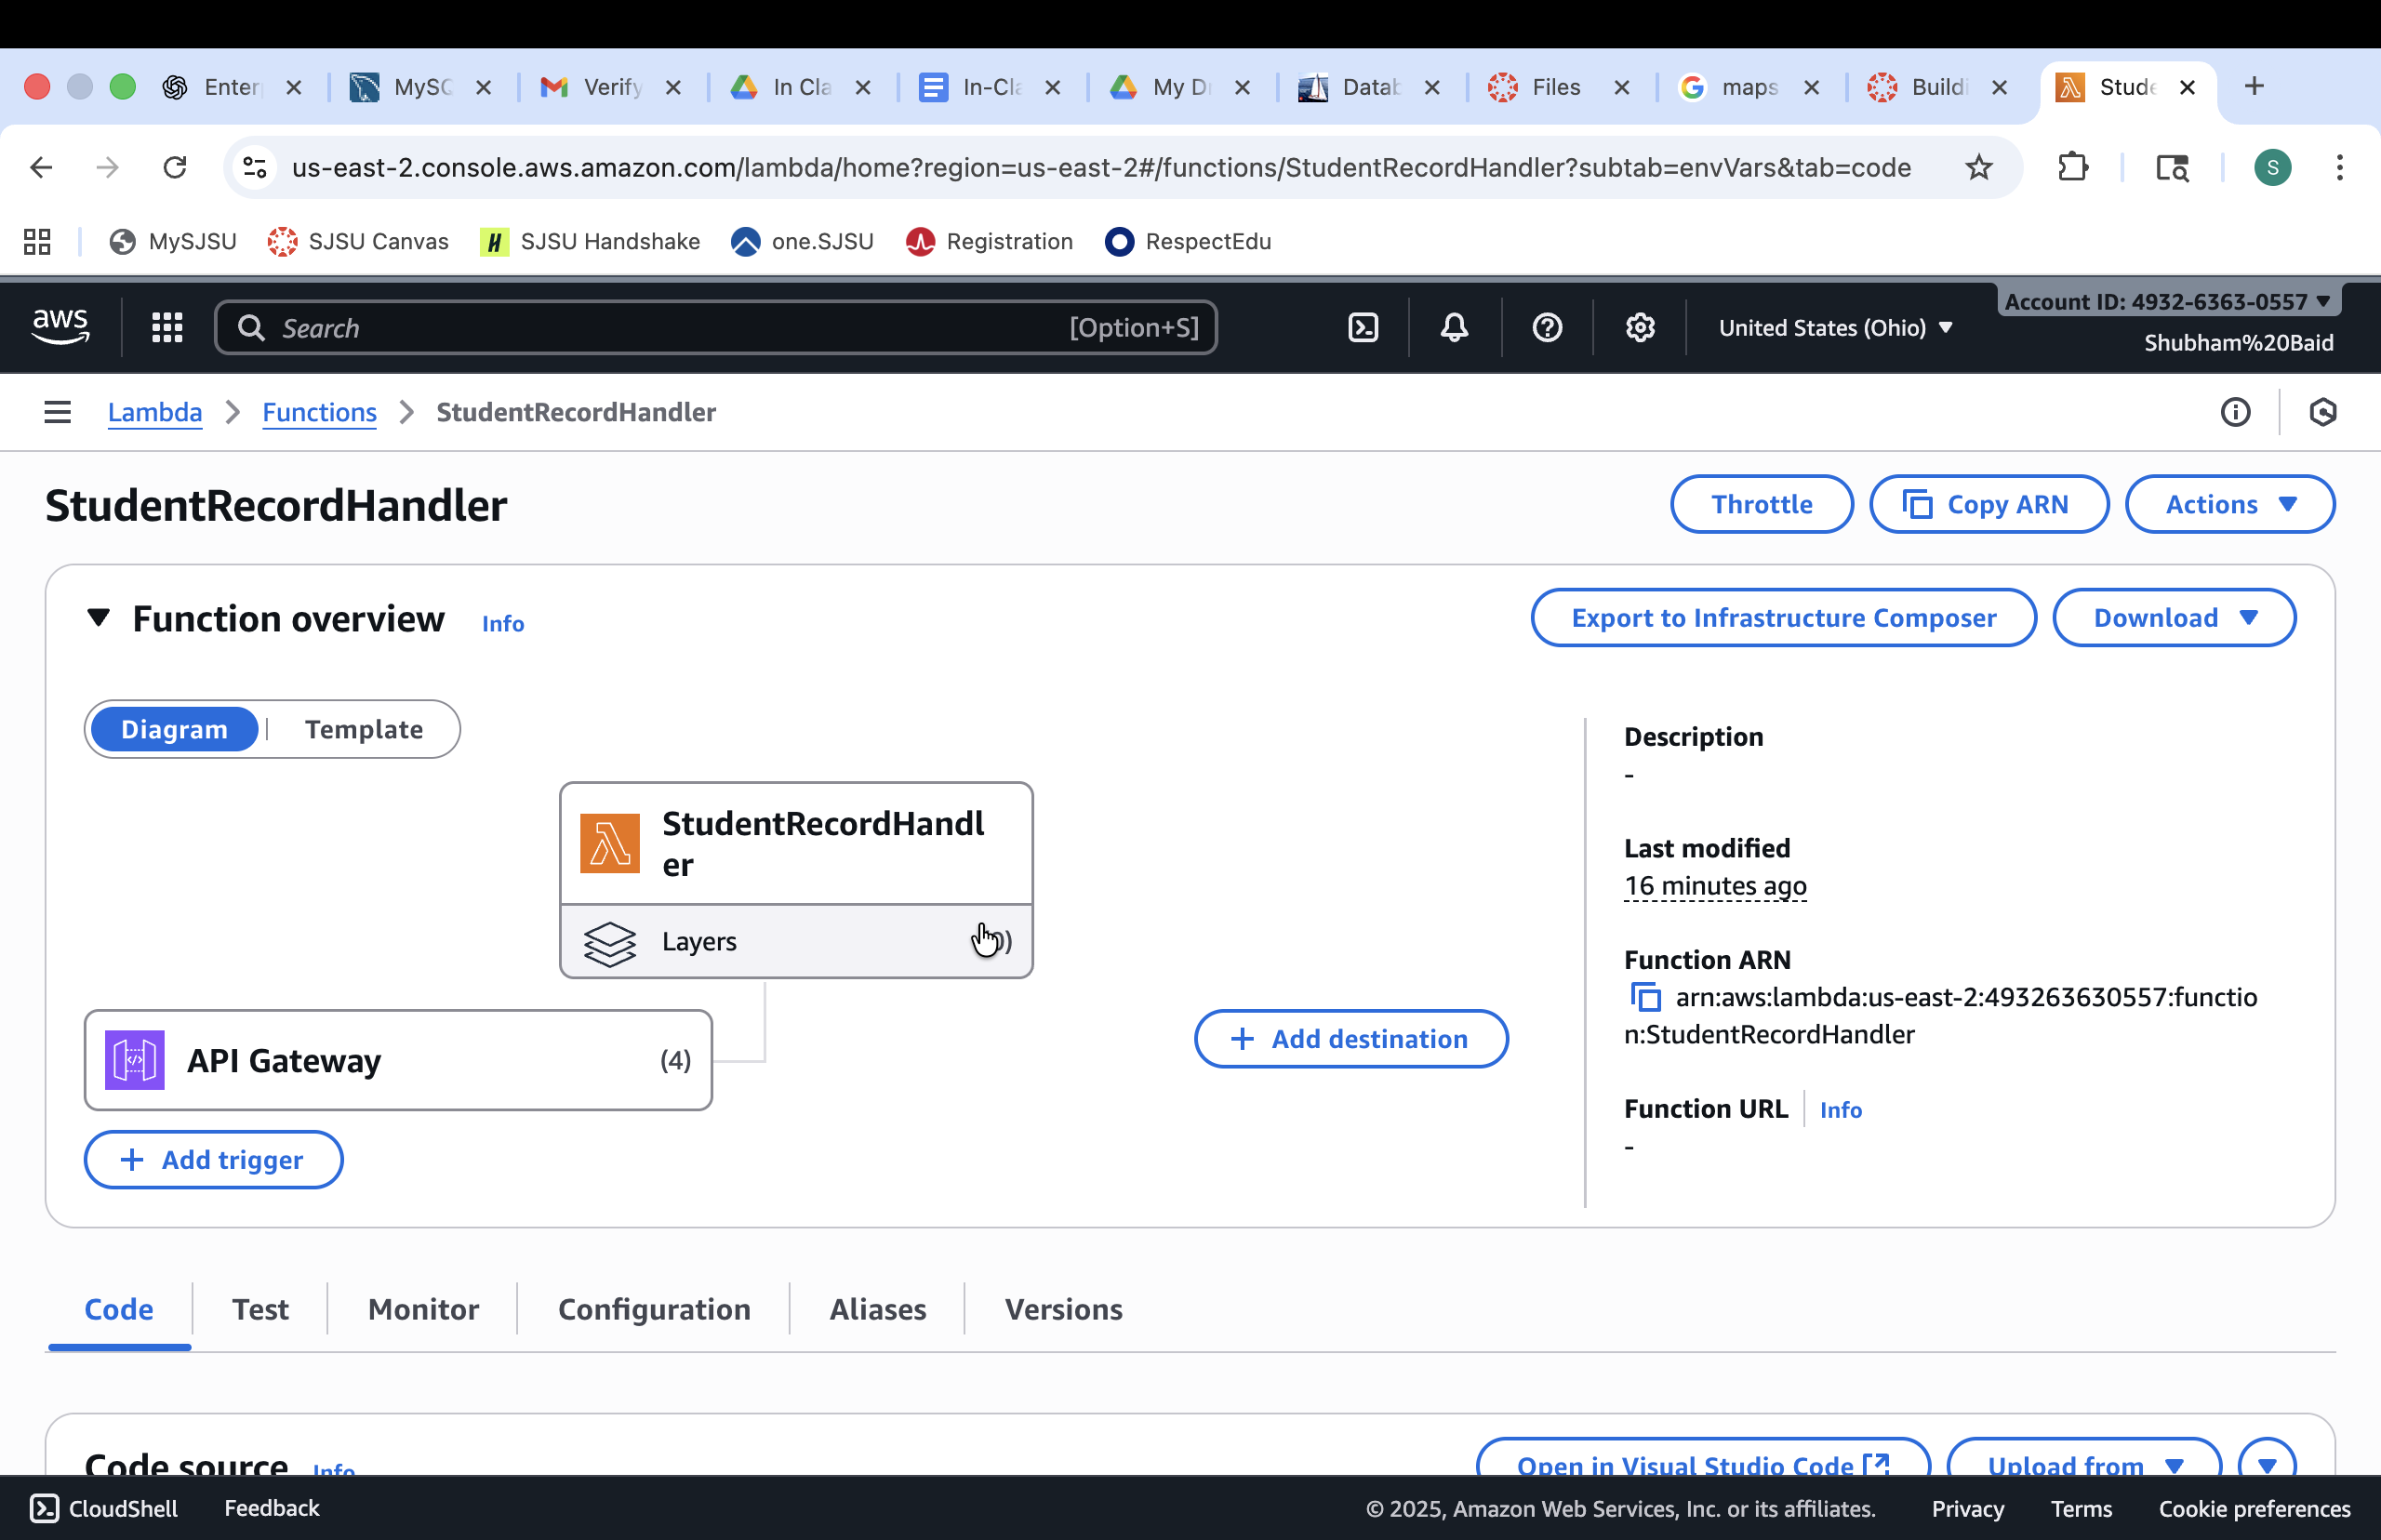 Enter
MySQ
Verify
In Cla
In-Cla
My Dr
Datab
Files
maps
Buildi
Stude
us-east-2.console.aws.amazon.com/lambda/home?region=us-east-2#/functions/StudentRecordHandler?subtab=envVars&tab=code
S
MySJSU
SJSU Canvas
H SJSU Handshake
one.SJSU
Registration
RespectEdu
aws
Search
[Option+S]
United States (Ohio)
Account ID: 4932-6363-0557
Shubham%20Baid
Lambda
Functions
StudentRecordHandler
StudentRecordHandler
Throttle
Copy ARN
Actions
Function overview
Info
Export to Infrastructure Composer
Download
Diagram
Template
StudentRecordHandl
er
Layers
API Gateway
(4)
+ Add trigger
+ Add destination
Description
-
Last modified
16 minutes ago
Function ARN
arn:aws:lambda:us-east-2:493263630557:functio
n:StudentRecordHandler
Function URL
Info
-
Code
Test
Monitor
Configuration
Aliases
Versions
Code source
Info
Open in Visual Studio Code
Upload from
CloudShell
Feedback
© 2025, Amazon Web Services, Inc. or its affiliates.
Privacy
Terms
Cookie preferences